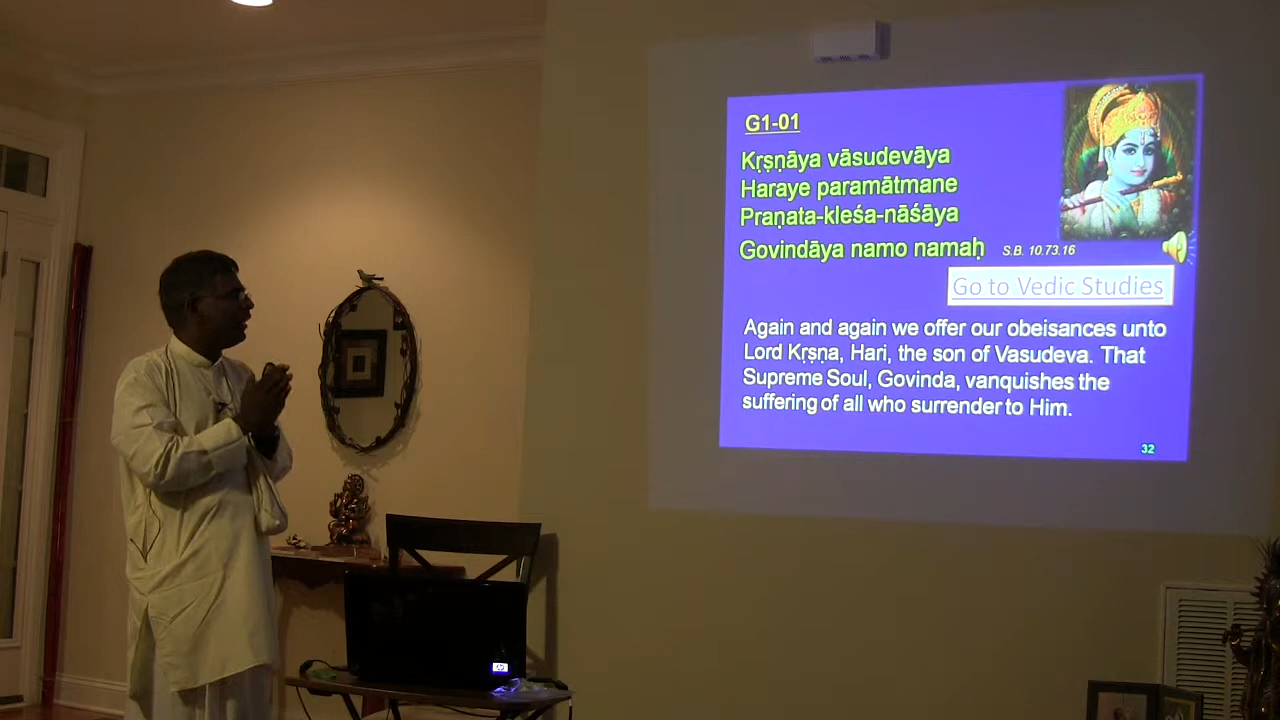 G1-01
Kṛṣṇāya vāsudevāya
Haraye paramātmane
Praṇata-kleśa-nāśāya
Govindāya namo namaḥ S.B. 10.73.16
Go to Vedic Studies
Again and again we offer our obeisances unto
Lord Kṛṣṇa, Hari, the son of Vasudeva. That
Supreme Soul, Govinda, vanquishes the
suffering of all who surrender to Him.
32
hp